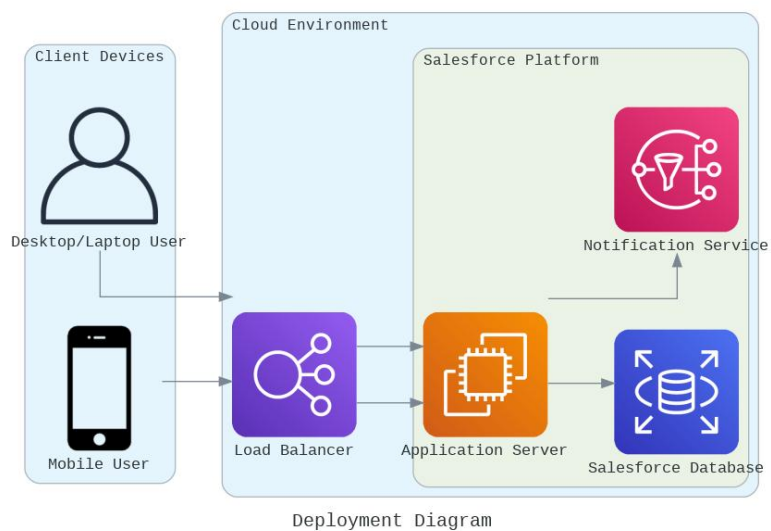 Cloud Environment
Client Devices
Salesforce Platform
Desktop/Laptop User
Notification Service
Mobile User
Load Balancer
Application Server
Salesforce Database
Deployment Diagram